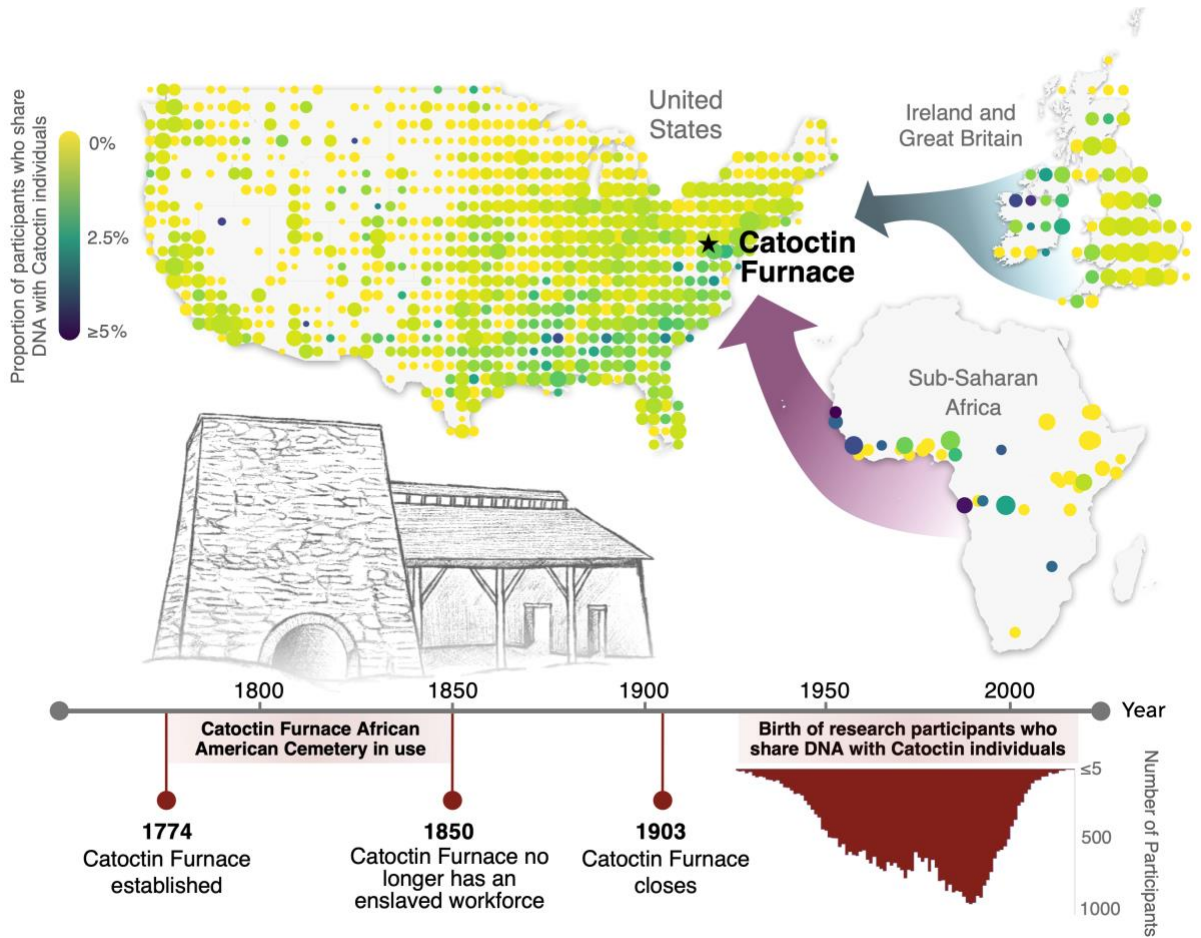 Proportion of participants who share
DNA with Catoctin individuals
0%
2.5%
≥5%
United
States
Ireland and
Great Britain
★ Catoctin
Furnace
Sub-Saharan
Africa
1800
1850
1900
1950
2000
Year
Catoctin Furnace African
American Cemetery in use
Birth of research participants who
share DNA with Catoctin individuals
1774
Catoctin Furnace
established
1850
Catoctin Furnace no
longer has an
enslaved workforce
1903
Catoctin Furnace
closes
≤5
500
1000
Number of Participants